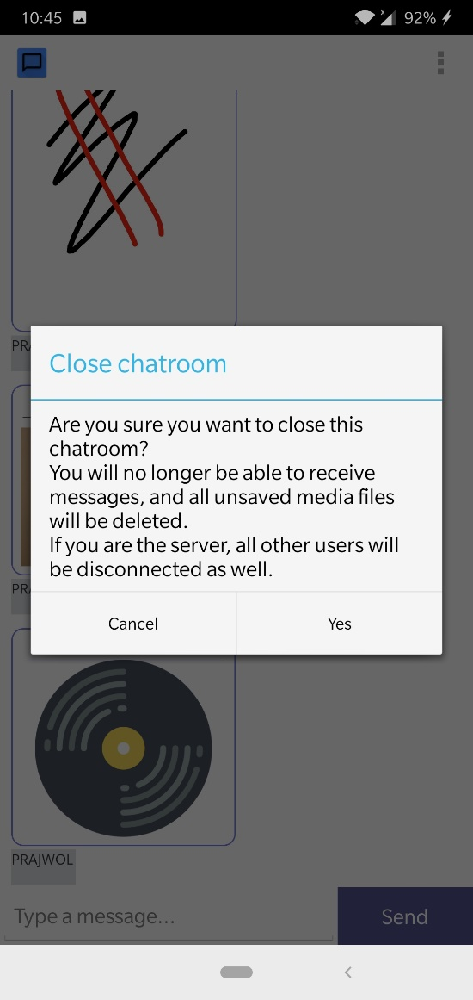 10:45
92%
Close chatroom
Are you sure you want to close this
chatroom?
You will no longer be able to receive
messages, and all unsaved media files
will be deleted.
If you are the server, all other users will
be disconnected as well.
Cancel
Yes
PRAJWOL
Type a message...
Send